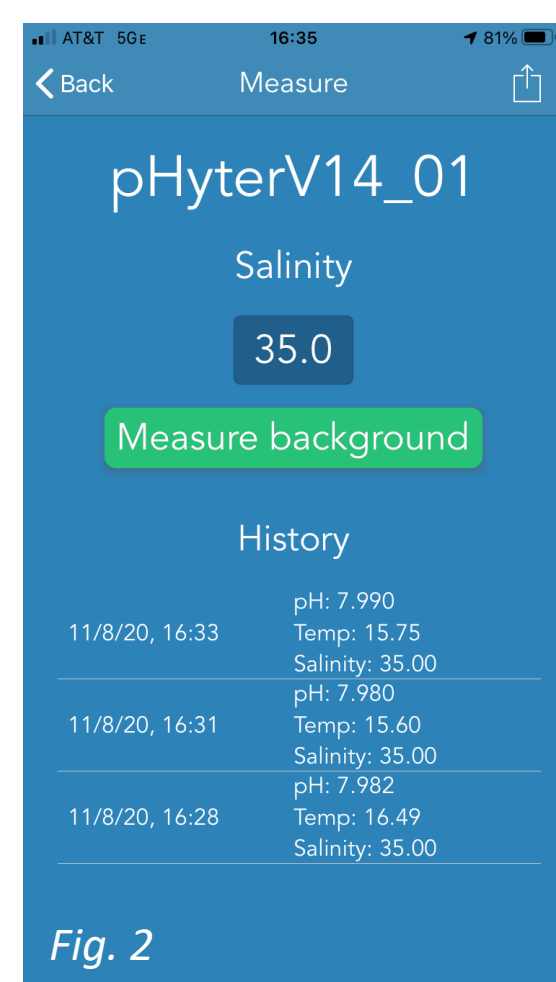 AT&T 5GE 16:35 81%
Back Measure
pHyterV14_01
Salinity
35.0
Measure background
History
pH: 7.990
11/8/20, 16:33 Temp: 15.75
Salinity: 35.00
pH: 7.980
11/8/20, 16:31 Temp: 15.60
Salinity: 35.00
pH: 7.982
11/8/20, 16:28 Temp: 16.49
Salinity: 35.00
Fig. 2